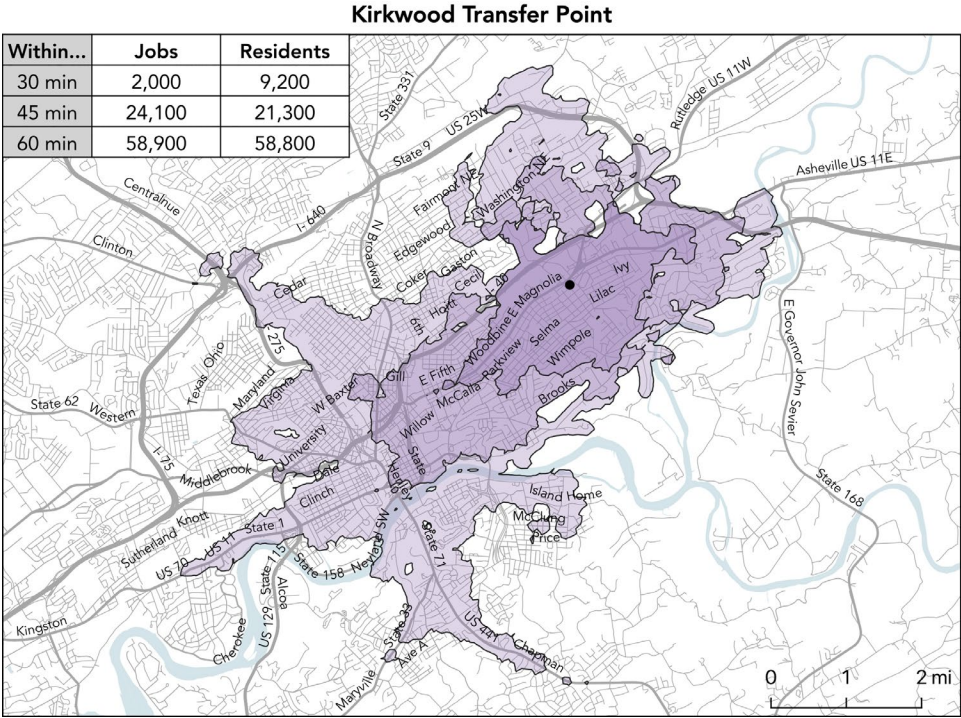 Kirkwood Transfer Point
Within... Jobs Residents
30 min 2,000 9,200
45 min 24,100 21,300
60 min 58,900 58,800
State 331
US 25W
State 9
Rutledge US 11W
Asheville US 11E
Centralnue
Clinton
I-640
N Broadway
Fairmont NE
Washington NE
Edgewood
Gaston
Coker
Cecil
Hoitt
40
6th
Cedar
275
Ivy
Magnolia
Lilac
Woodbine E
Selma
Parkview
Wimpole
E Fifth
McCalla
Brooks
Gill
Willow
State
Texas Ohio
Maryland
Virginia
W Baxter
University
Dale
Henley
Clinch
State 62
Western
I-75
Middlebrook
Knott
Sutherland
State 1
US 11
US 70
Kingston
Neyland SW
State 158
State 115
US 129
Alcoa
Cherokee
State 71
Island Home
McClung
Price
State 33
Ave A
Maryville
US 441
Chapman
E Governor John Sevier
State 168
0 1 2 mi